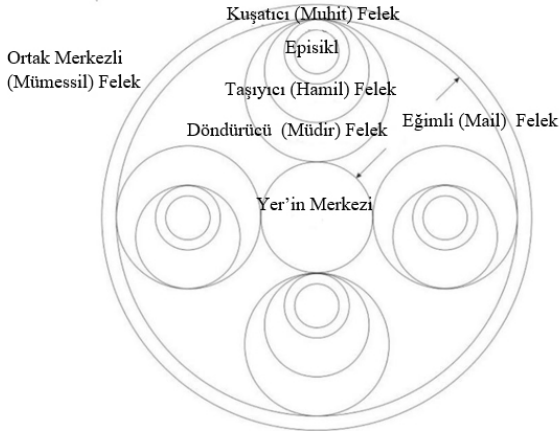 Kuşatıcı (Muhit) Felek
Episikl
Ortak Merkezli
(Mümessil) Felek
Taşıyıcı (Hamil) Felek
Döndürücü (Müdir) Felek
Eğimli (Mail) Felek
Yer'in Merkezi